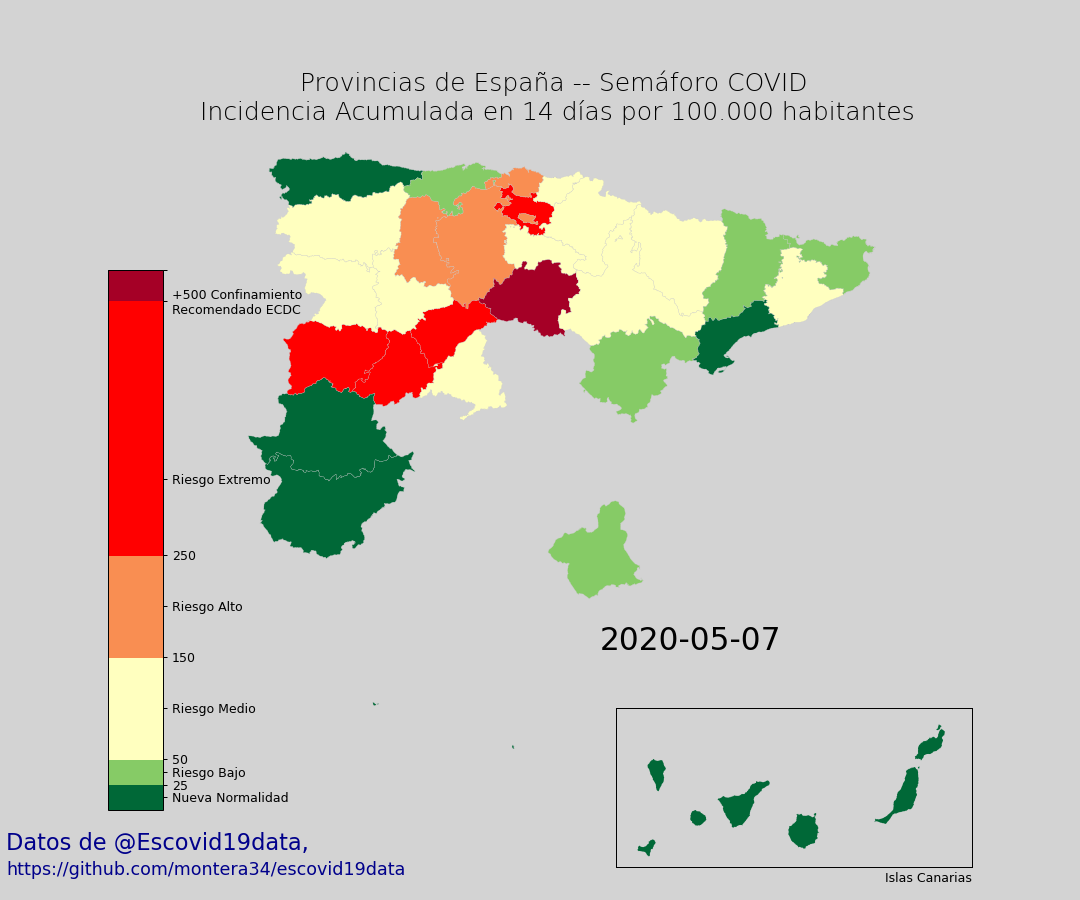 Provincias de España -- Semáforo COVID
Incidencia Acumulada en 14 días por 100.000 habitantes
+500 Confinamiento
Recomendado ECDC
Riesgo Extremo
250
Riesgo Alto
150
Riesgo Medio
50
Riesgo Bajo
25
Nueva Normalidad
2020-05-07
Islas Canarias
Datos de @Escovid19data,
https://github.com/montera34/escovid19data